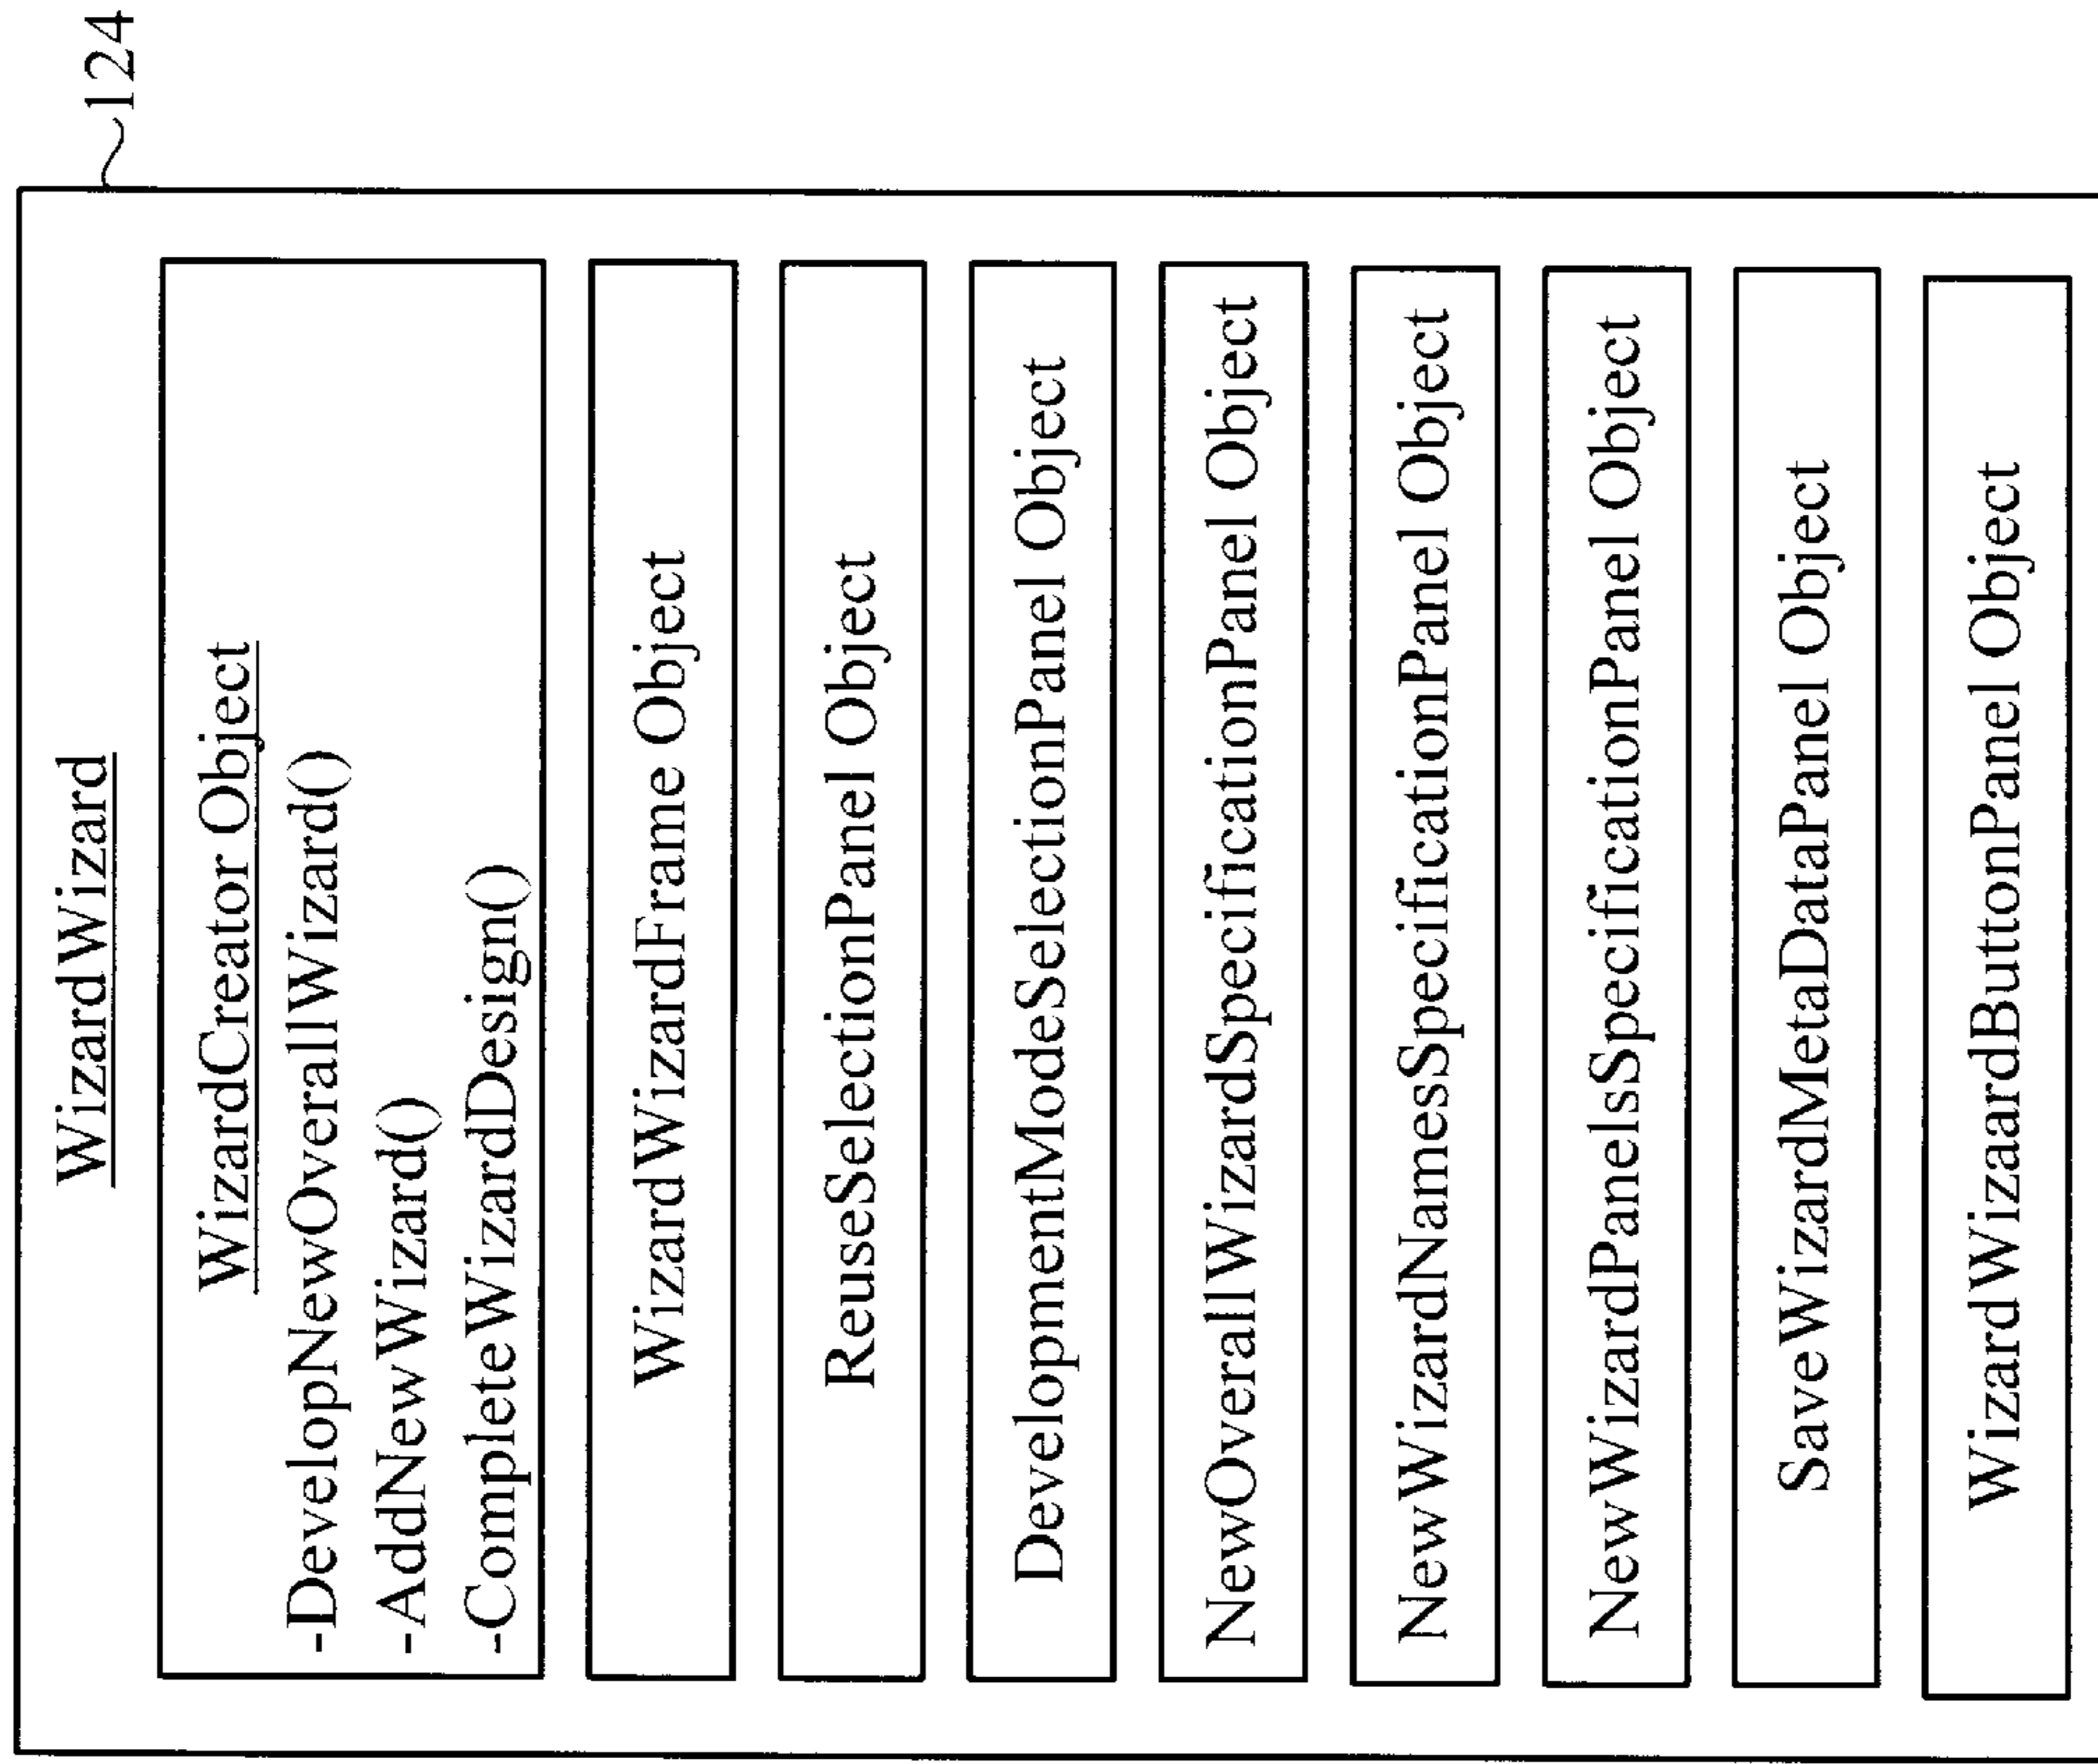 124
WizardWizard
WizardCreator Object
-DevelopNewOverallWizard()
-AddNewWizard()
-CompleteWizardDesign()
WizardWizardFrame Object
ReuseSelectionPanel Object
DevelopmentModeSelectionPanel Object
NewOverallWizardSpecificationPanel Object
NewWizardNamesSpecificationPanel Object
NewWizardPanelsSpecificationPanel Object
SaveWizardMetaDataPanel Object
WizardWizaardButtonPanel Object